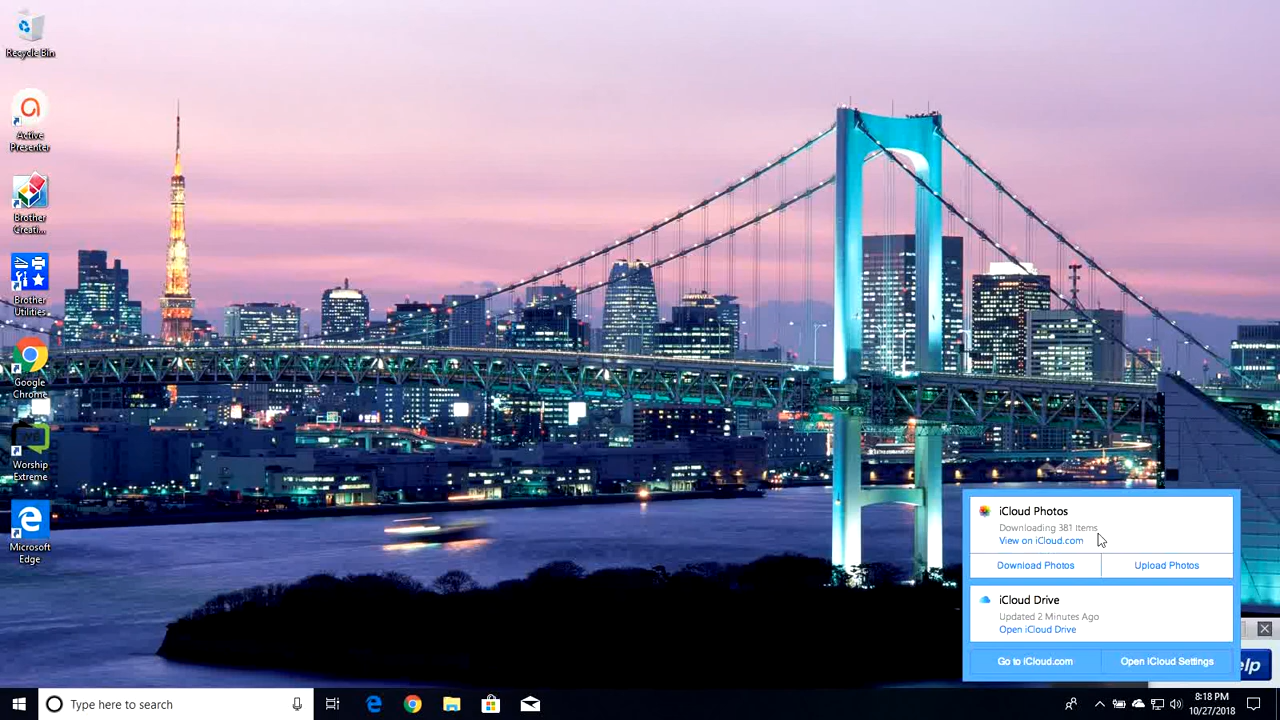 Recycle Bin
Active
Presenter
Brother
Creati...
Brother
Utilities
Google
Chrome
Worship
Extreme
Microsoft
Edge
iCloud Photos
Downloading 381 Items
View on iCloud.com
Download Photos
Upload Photos
iCloud Drive
Updated 2 Minutes Ago
Open iCloud Drive
Go to iCloud.com
Open iCloud Settings
elp
Type here to search
8:18 PM
10/27/2018